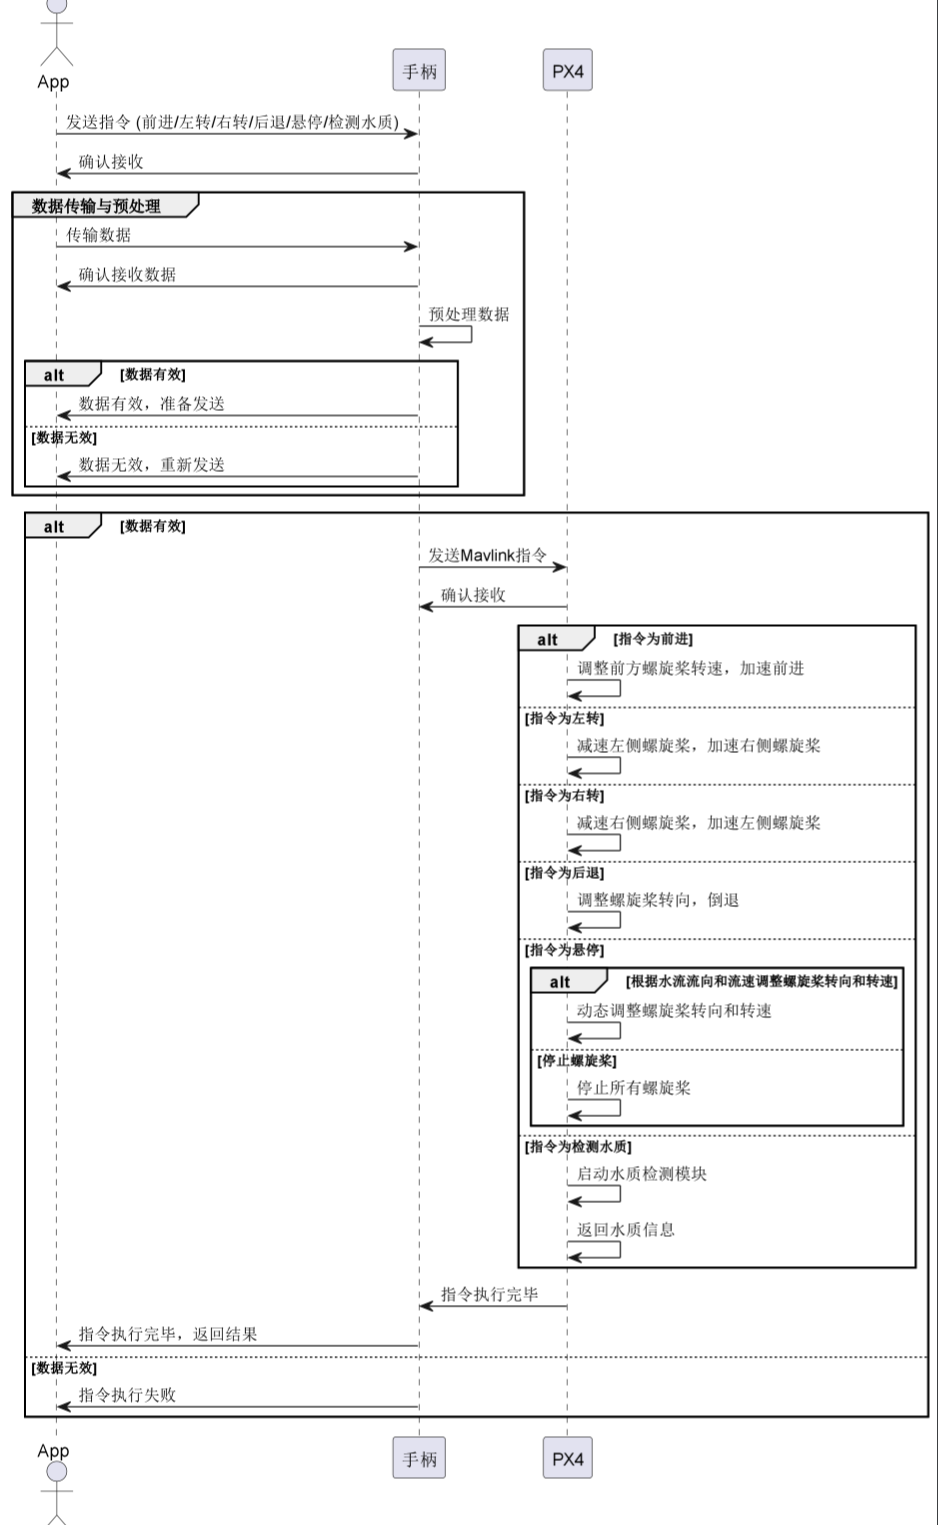 App
手柄
PX4
发送指令 (前进/左转/右转/后退/悬停/检测水质)
确认接收
数据传输与预处理
传输数据
确认接收数据
预处理数据
alt [数据有效]
数据有效，准备发送
[数据无效]
数据无效，重新发送
alt [数据有效]
发送Mavlink指令
确认接收
alt [指令为前进]
调整前方螺旋桨转速，加速前进
[指令为左转]
减速左侧螺旋桨，加速右侧螺旋桨
[指令为右转]
减速右侧螺旋桨，加速左侧螺旋桨
[指令为后退]
调整螺旋桨转向，倒退
[指令为悬停]
alt [根据水流流向和流速调整螺旋桨转向和转速]
动态调整螺旋桨转向和转速
[停止螺旋桨]
停止所有螺旋桨
[指令为检测水质]
启动水质检测模块
返回水质信息
指令执行完毕
指令执行完毕，返回结果
[数据无效]
指令执行失败
App
手柄
PX4